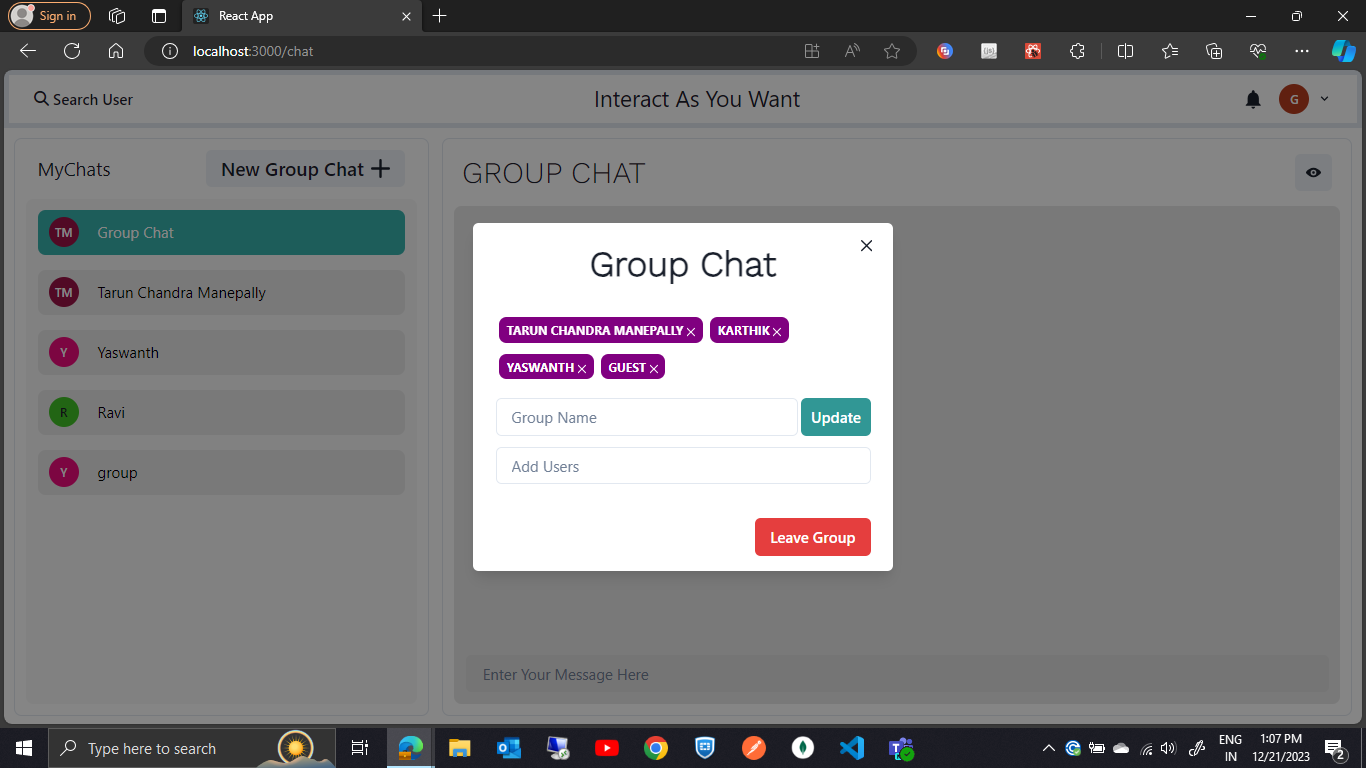 Sign in
React App
localhost:3000/chat
Search User
Interact As You Want
G
MyChats
New Group Chat
GROUP CHAT
TM Group Chat
TM Tarun Chandra Manepally
Y Yaswanth
R Ravi
Y group
Group Chat
TARUN CHANDRA MANEPALLY
KARTHIK
YASWANTH
GUEST
Group Name
Update
Add Users
Leave Group
Enter Your Message Here
Type here to search
ENG
IN
1:07 PM
12/21/2023
2